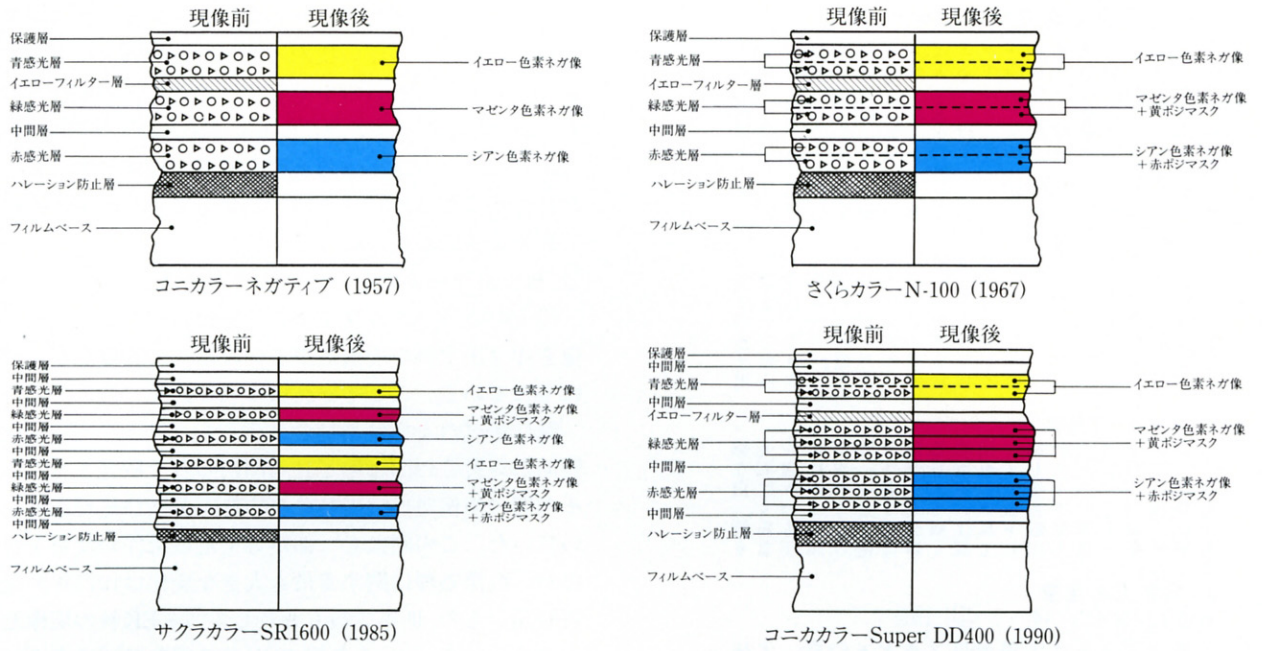 現像前 現像後
保護層
青感光層
イエローフィルター層
緑感光層
中間層
赤感光層
ハレーション防止層
フィルムベース
イエロー色素ネガ像
マゼンタ色素ネガ像
シアン色素ネガ像
コニカラーネガティブ (1957)
現像前 現像後
保護層
青感光層
イエローフィルター層
緑感光層
中間層
赤感光層
ハレーション防止層
フィルムベース
イエロー色素ネガ像
マゼンタ色素ネガ像
+黄ポジマスク
シアン色素ネガ像
+赤ポジマスク
さくらカラーN-100 (1967)
現像前 現像後
保護層
中間層
青感光層
中間層
緑感光層
中間層
赤感光層
中間層
青感光層
中間層
緑感光層
中間層
赤感光層
中間層
ハレーション防止層
フィルムベース
イエロー色素ネガ像
マゼンタ色素ネガ像
+黄ポジマスク
シアン色素ネガ像
イエロー色素ネガ像
マゼンタ色素ネガ像
+黄ポジマスク
シアン色素ネガ像
+赤ポジマスク
サクラカラーSR1600 (1985)
現像前 現像後
保護層
中間層
青感光層
中間層
イエローフィルター層
緑感光層
中間層
赤感光層
中間層
ハレーション防止層
フィルムベース
イエロー色素ネガ像
マゼンタ色素ネガ像
+黄ポジマスク
シアン色素ネガ像
+赤ポジマスク
コニカカラーSuper DD400 (1990)